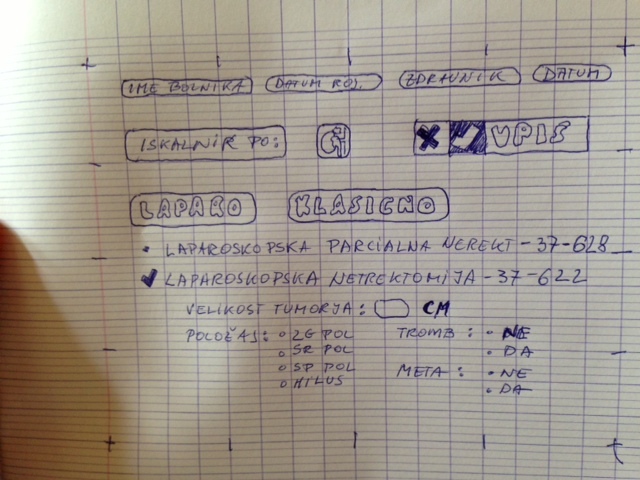 IME BOLNIKA DATUM ROJ. ZDRAVNIK DATUM
ISKALNIK PO: VPIS
LAPARO KLASIČNO
• LAPAROSKOPSKA PARCIALNA NEREKT - 37-628
✓ LAPAROSKOPSKA NETREKTOMIJA - 37-622
VELIKOST TUMORJA: CM
POLOŽAJ: ZG POL TROMB: • NE
SR POL • DA
SP POL META: • NE
HILUS • DA